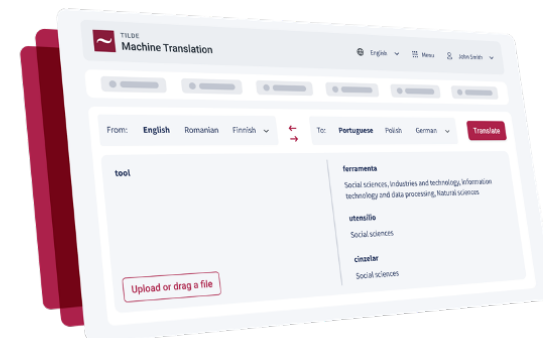 TILDE
Machine Translation
English
Menu
John Smith
From: English Romanian Finnish
To: Portuguese Polish German
Translate
tool
ferramenta
Social sciences, Industries and technology, Information
technology and data processing, Natural sciences
utensílio
Social sciences
cinzelar
Social sciences
Upload or drag a file